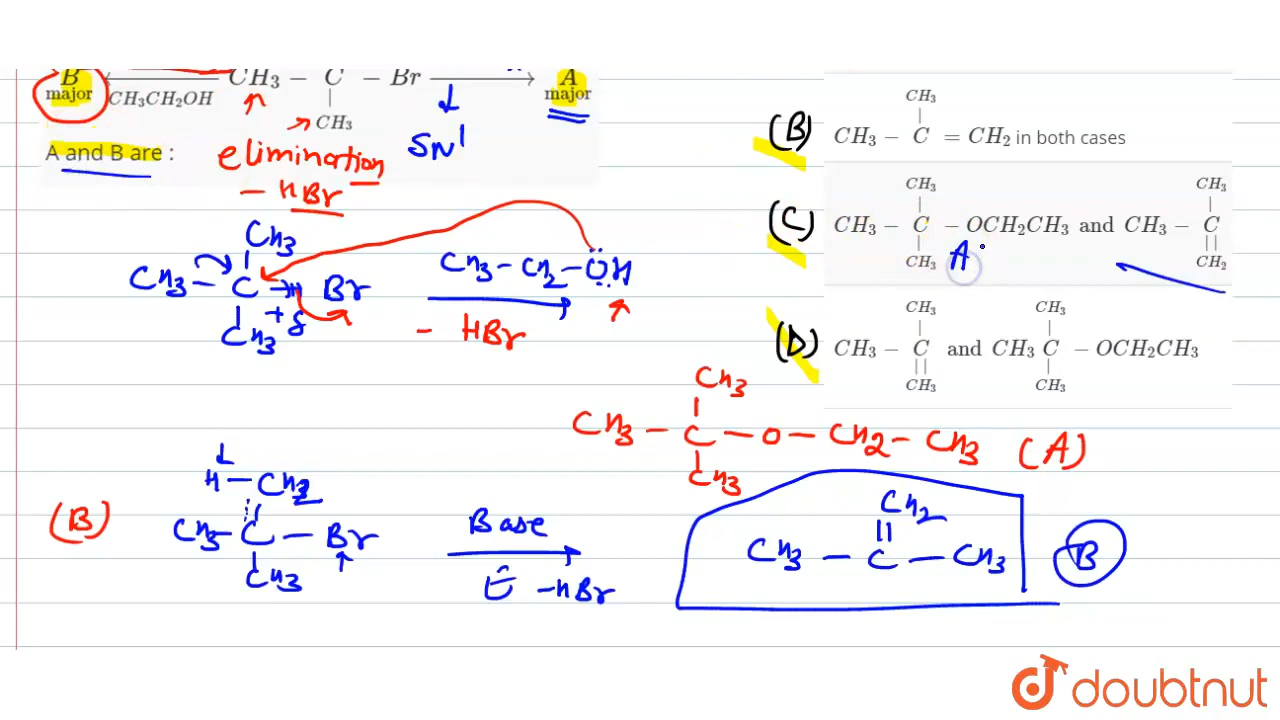 B ← CH3 − C − Br → A
major CH3CH2OH | major
CH3
A and B are :
elimination
SN1
− HBr
CH3
CH3 − C Br
+δ
CH3
CH3−CH2−ÖH
− HBr
CH3
CH3 − C − O − CH2 − CH3 (A)
CH3
(B)
H − CH2
CH3 − C − Br
CH3
Base
−HBr
CH2
||
CH3 − C − CH3
B
(B)
CH3
|
CH3 − C = CH2 in both cases
(C)
CH3 CH3
| |
CH3 − C − OCH2CH3 and CH3 − C
| ||
CH3 CH2
A
(D)
CH3 CH3
| |
CH3 − C and CH3 C − OCH2CH3
|| |
CH3 CH3
doubtnut